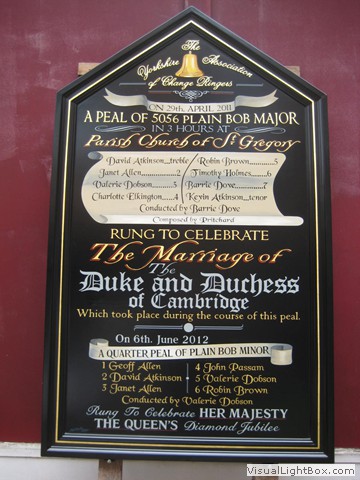 The
Yorkshire Association
of Change Ringers
ON 29th. APRIL 2011
A PEAL OF 5056 PLAIN BOB MAJOR
IN 3 HOURS AT
Parish Church of St Gregory
David Atkinson...treble Robin Brown..........5
Janet Allen..............2 Timothy Holmes.......6
Valerie Dobson.........3 Barrie Dove...........7
Charlotte Elkington....4 Kevin Atkinson...tenor
Conducted by Barrie Dove
Composed by Pritchard
RUNG TO CELEBRATE
The Marriage of
The
Duke and Duchess
of Cambridge
Which took place during the course of this peal.
On 6th. June 2012
A QUARTER PEAL OF PLAIN BOB MINOR
1 Geoff Allen 4 John Passam
2 David Atkinson 5 Valerie Dobson
3 Janet Allen 6 Robin Brown
Conducted by Valerie Dobson
Rung To Celebrate HER MAJESTY
THE QUEEN'S Diamond Jubilee
VisualLightBox.com